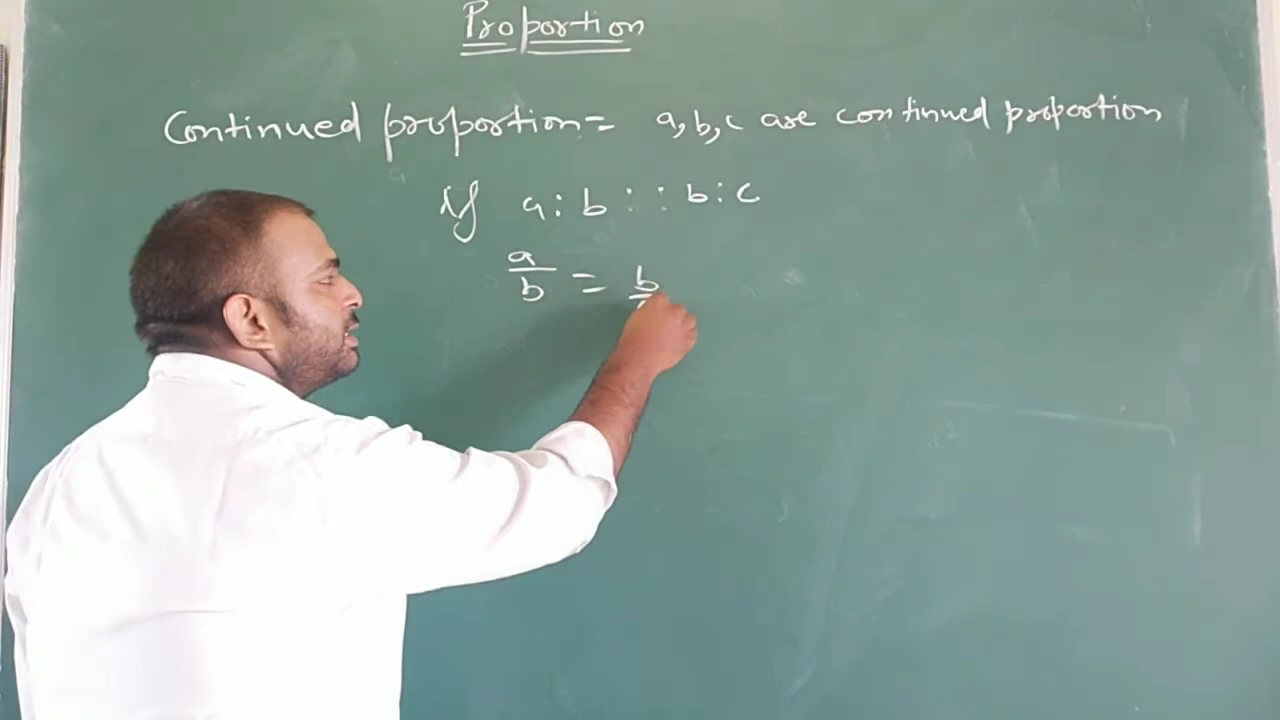 Proportion
Continued proportion = a, b, c are continued proportion
if a : b : : b : c
a/b = b/